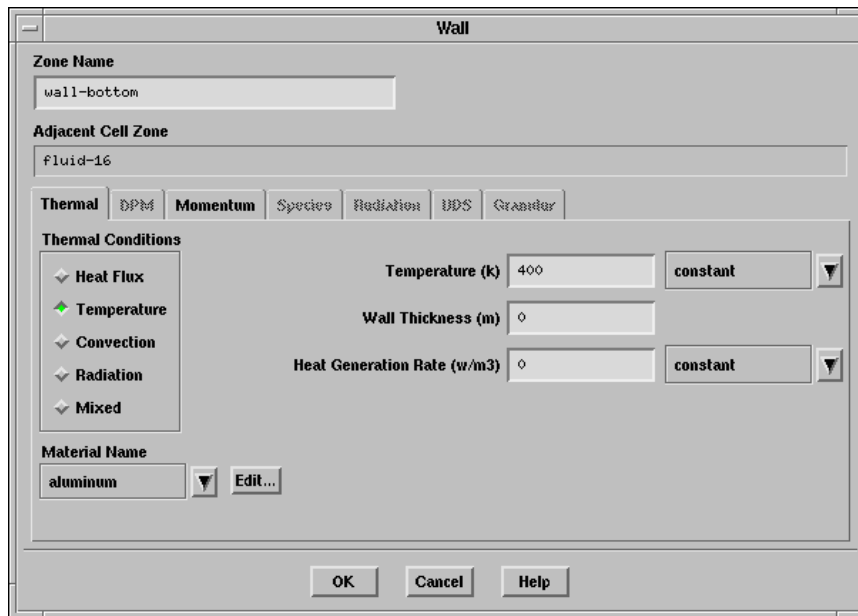 Wall
Zone Name
wall-bottom
Adjacent Cell Zone
fluid-16
Thermal DPM Momentum Species Radiation UDS Granular
Thermal Conditions
Heat Flux
Temperature
Convection
Radiation
Mixed
Temperature (k) 400 constant
Wall Thickness (m) 0
Heat Generation Rate (w/m3) 0 constant
Material Name
aluminum Edit...
OK Cancel Help